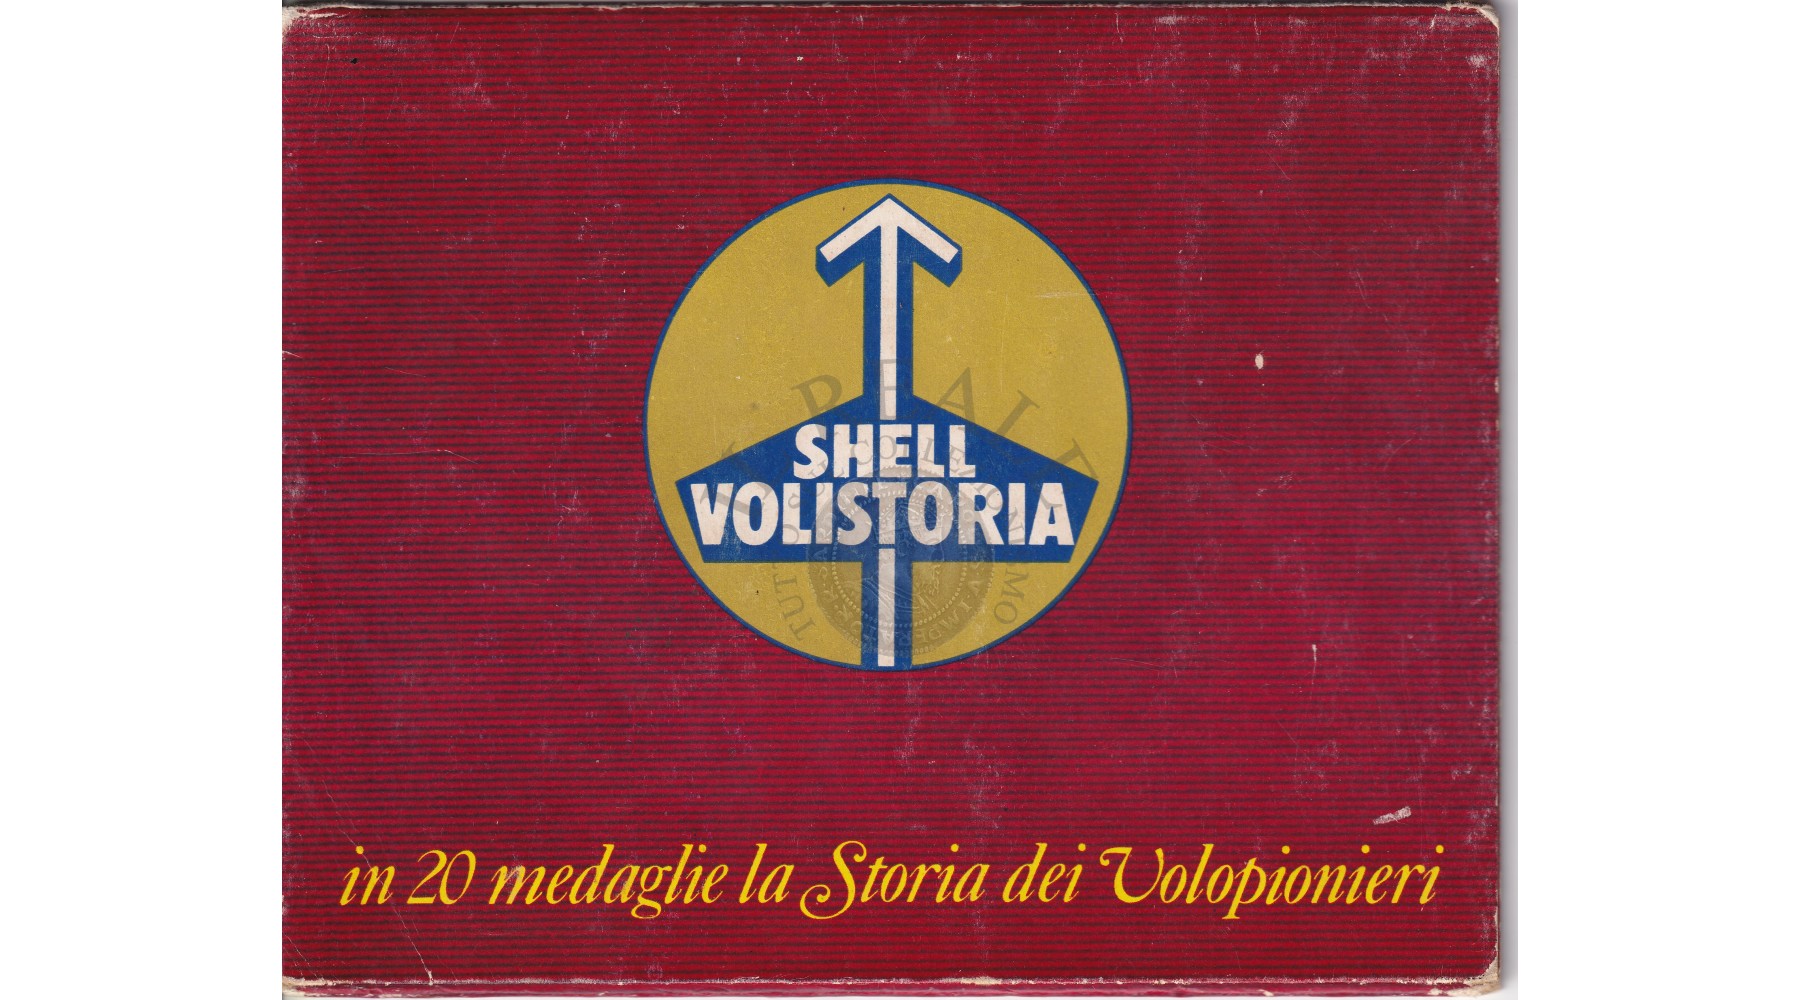 SHELL
VOLISTORIA
in 20 medaglie la Storia dei Volopionieri